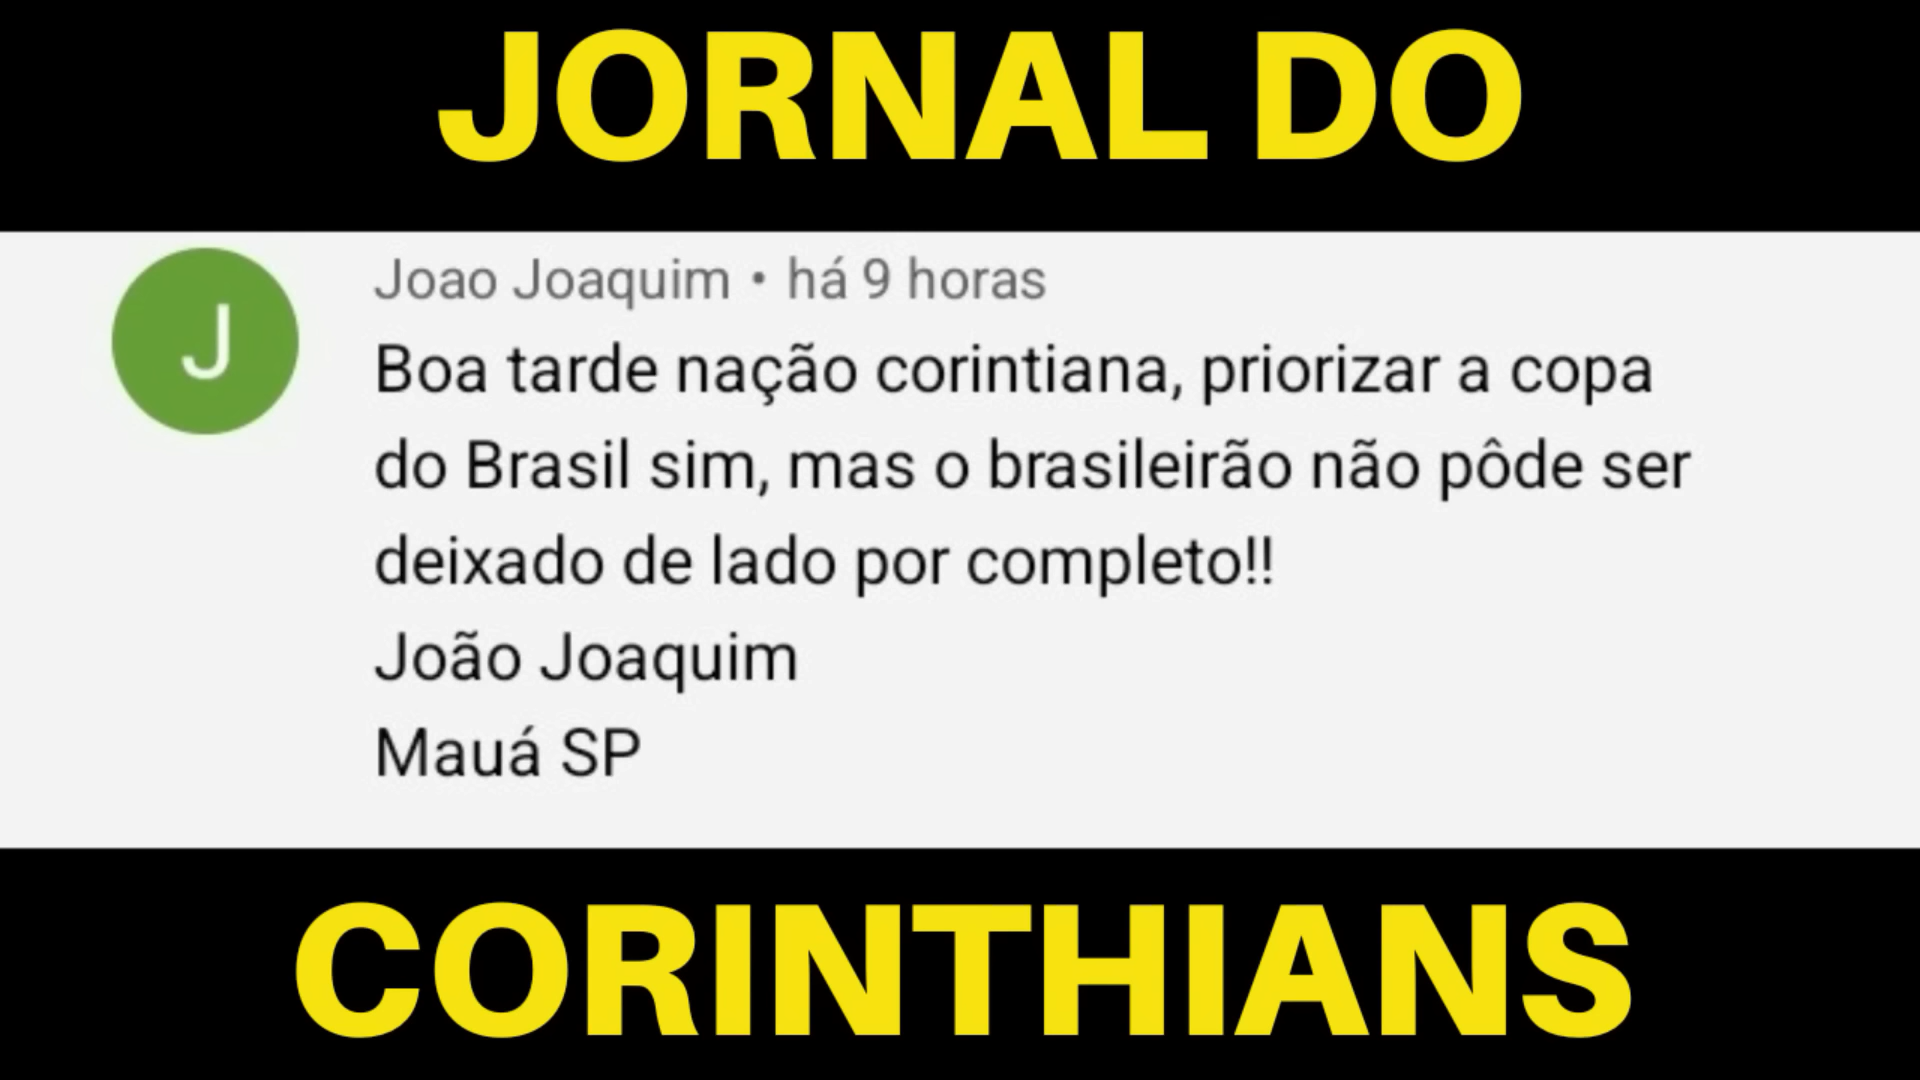 JORNAL DO
J
Joao Joaquim • há 9 horas
Boa tarde nação corintiana, priorizar a copa
do Brasil sim, mas o brasileirão não pôde ser
deixado de lado por completo!!
João Joaquim
Mauá SP
CORINTHIANS